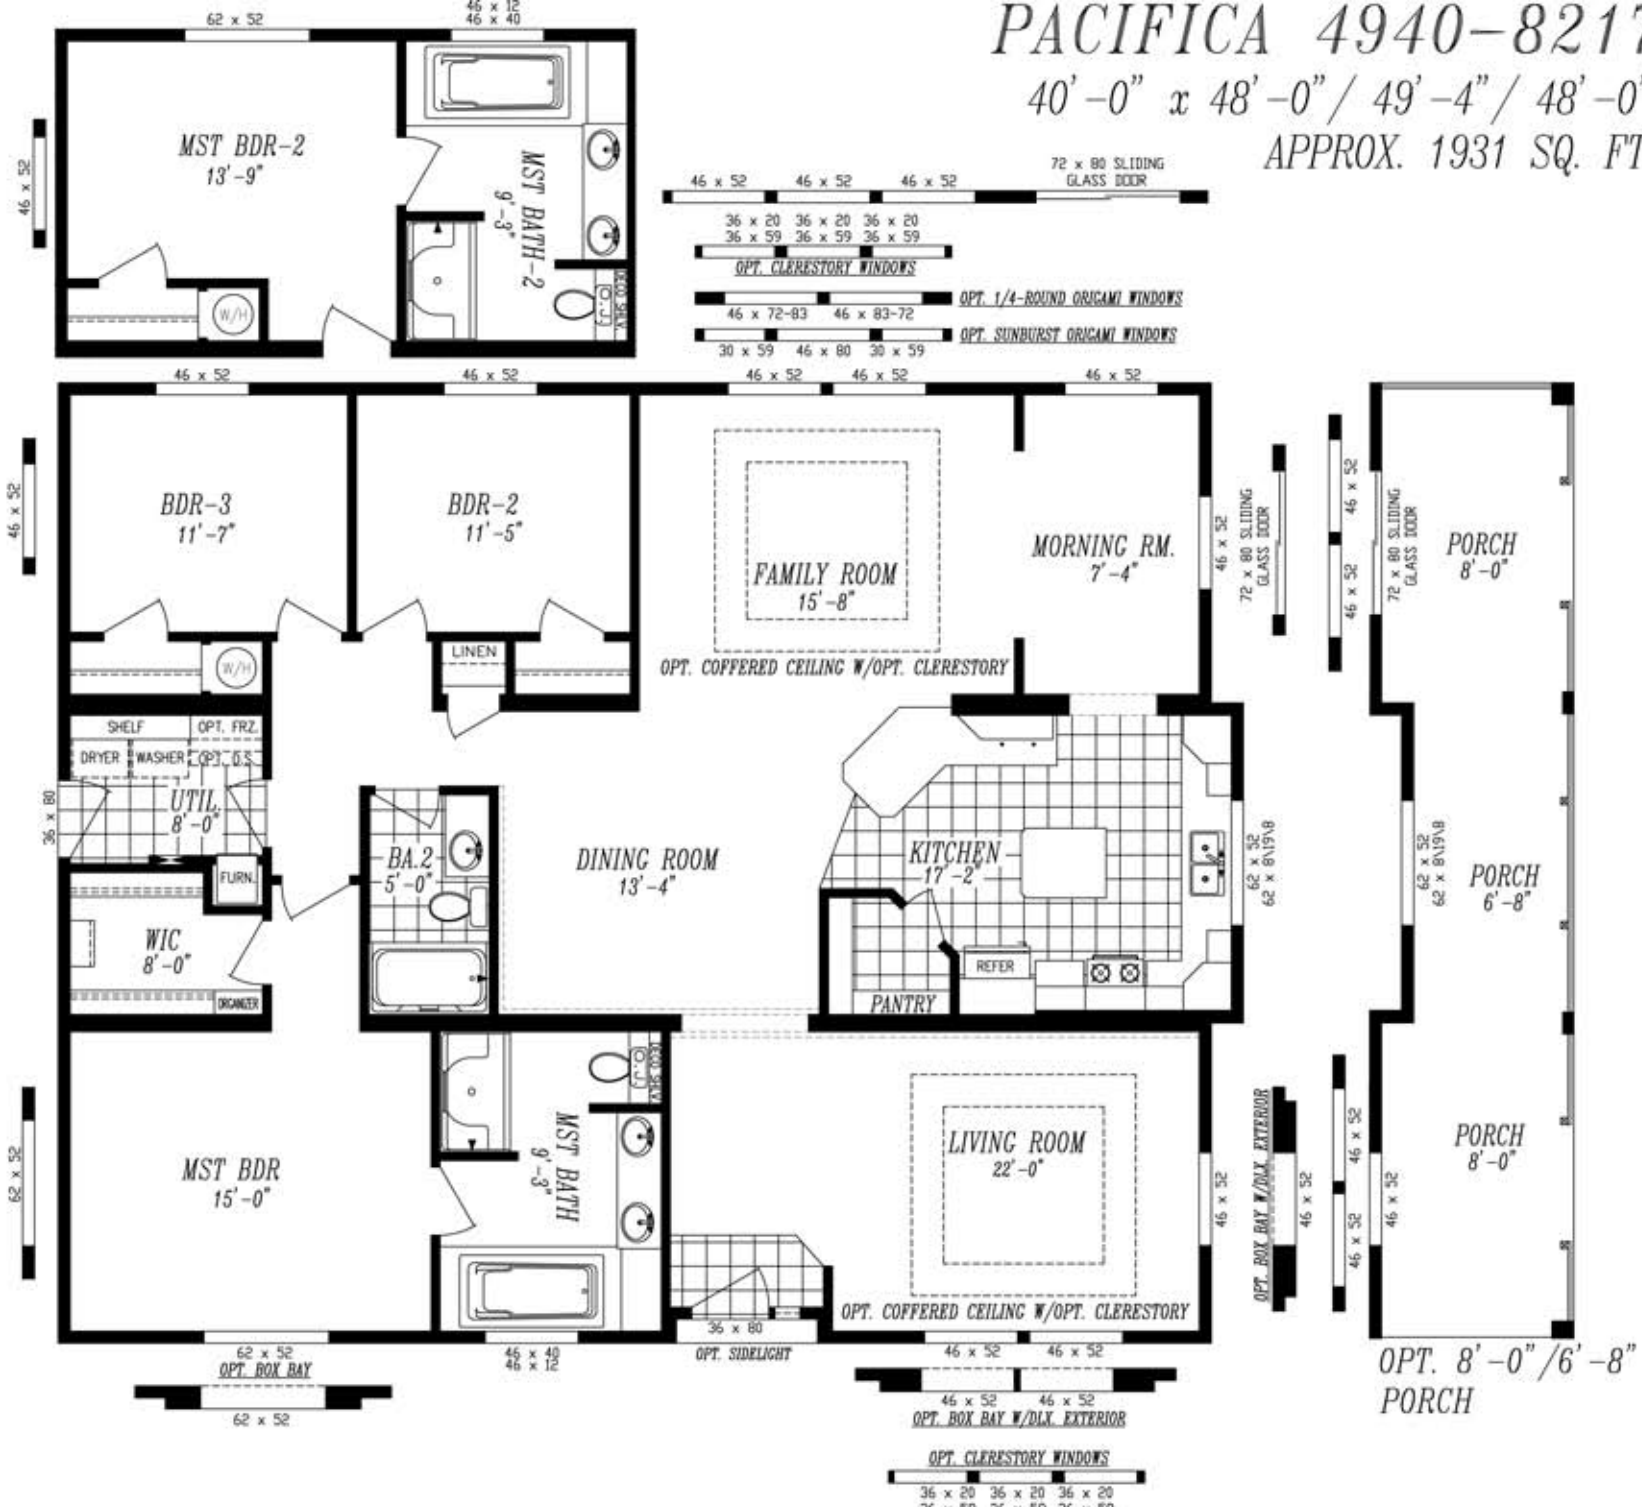 PACIFICA 4940-8217
40'-0" x 48'-0"/ 49'-4"/ 48'-0"
APPROX. 1931 SQ. FT
62 x 52
46 x 12
46 x 40
46 x 52
MST BDR-2
13'-9"
MST BATH-2
9'-3"
W/H
DECO SHLV.
O.J
72 x 80 SLIDING
GLASS DOOR
46 x 52 46 x 52 46 x 52
36 x 20 36 x 20 36 x 20
36 x 59 36 x 59 36 x 59
OPT. CLERESTORY WINDOWS
OPT. 1/4-ROUND ORIGAMI WINDOWS
46 x 72-83 46 x 83-72
OPT. SUNBURST ORIGAMI WINDOWS
30 x 59 46 x 80 30 x 59
46 x 52 46 x 52 46 x 52 46 x 52 46 x 52
46 x 52
BDR-3
11'-7"
BDR-2
11'-5"
FAMILY ROOM
15'-8"
OPT. COFFERED CEILING W/OPT. CLERESTORY
MORNING RM.
7'-4"
46 x 52
72 x 80 SLIDING
GLASS DOOR
46 x 52
46 x 52
72 x 80 SLIDING
GLASS DOOR
PORCH
8'-0"
W/H
LINEN
SHELF
OPT. FRZ.
DRYER
WASHER
OPT. O.S.
36 x 80
UTIL.
8'-0"
FURN.
BA.2
5'-0"
DINING ROOM
13'-4"
KITCHEN
17'-2"
62 x 52
62 x 8\19\8
62 x 52
62 x 8\19\8
PORCH
6'-8"
WIC
8'-0"
ORGANIZER
REFER
PANTRY
62 x 52
MST BDR
15'-0"
MST BATH
9'-3"
DECO SHLV.
O.J
LIVING ROOM
22'-0"
OPT. COFFERED CEILING W/OPT. CLERESTORY
46 x 52
OPT. BOX BAY W/DLX. EXTERIOR
46 x 52
46 x 52
46 x 52
46 x 52
PORCH
8'-0"
62 x 52
OPT. BOX BAY
62 x 52
46 x 40
46 x 12
36 x 80
OPT. SIDELIGHT
46 x 52 46 x 52
46 x 52 46 x 52
OPT. BOX BAY W/DLX. EXTERIOR
OPT. CLERESTORY WINDOWS
36 x 20 36 x 20 36 x 20
OPT. 8'-0"/6'-8"
PORCH